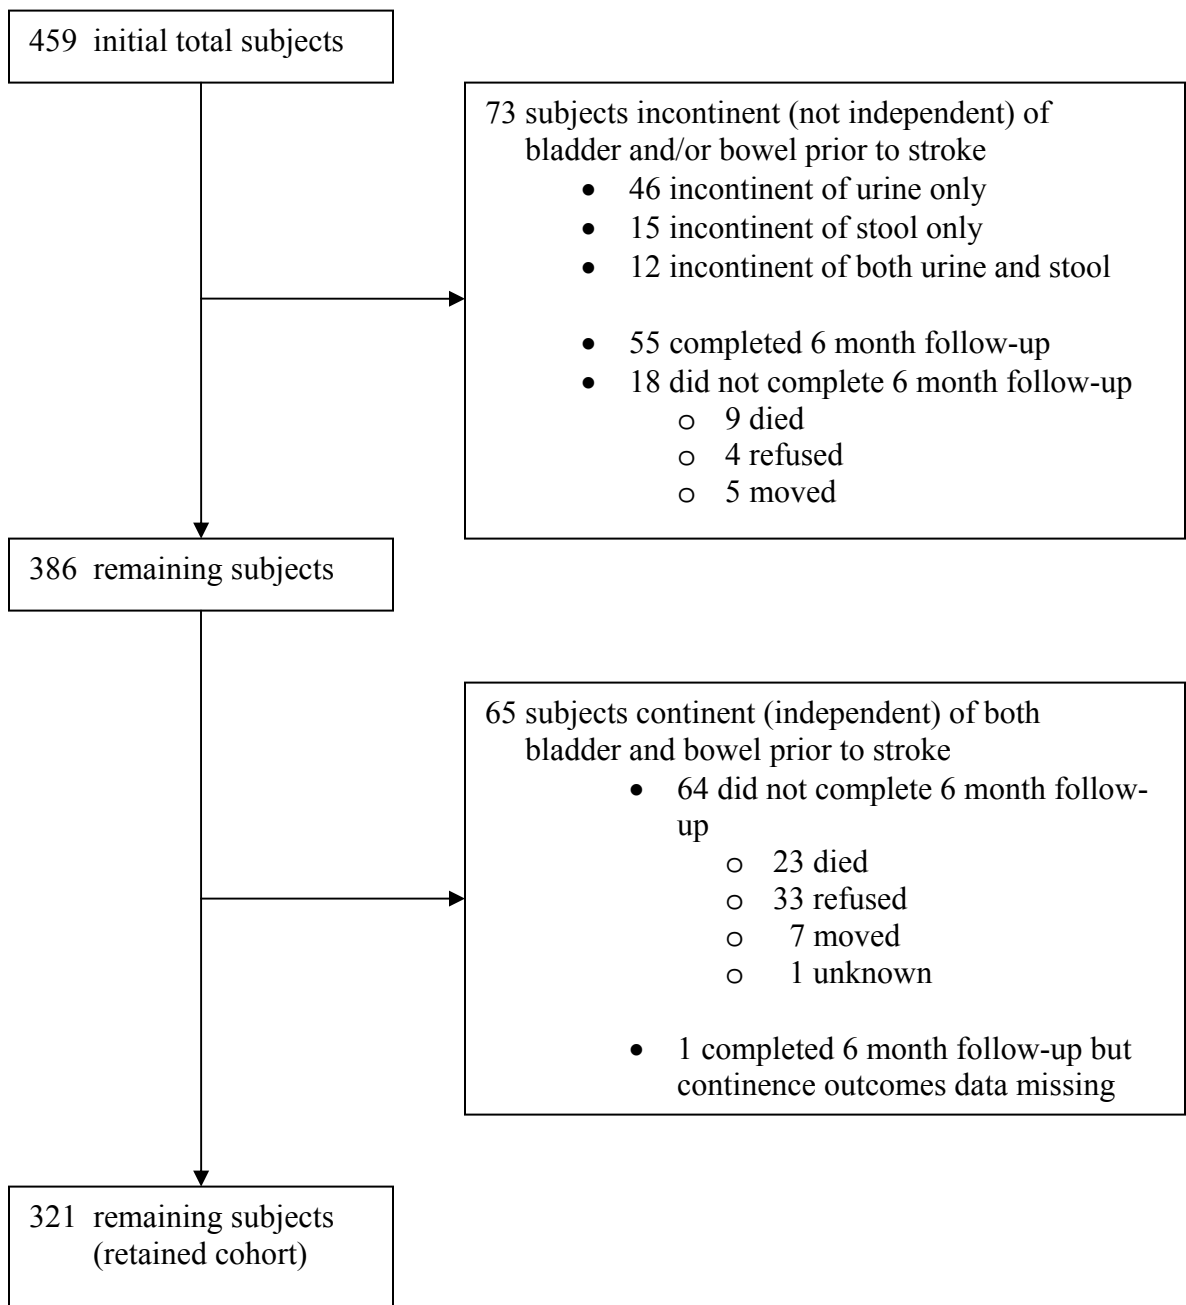 459 initial total subjects
73 subjects incontinent (not independent) of
bladder and/or bowel prior to stroke
• 46 incontinent of urine only
• 15 incontinent of stool only
• 12 incontinent of both urine and stool
• 55 completed 6 month follow-up
• 18 did not complete 6 month follow-up
o 9 died
o 4 refused
o 5 moved
386 remaining subjects
65 subjects continent (independent) of both
bladder and bowel prior to stroke
• 64 did not complete 6 month follow-
up
o 23 died
o 33 refused
o 7 moved
o 1 unknown
• 1 completed 6 month follow-up but
continence outcomes data missing
321 remaining subjects
(retained cohort)